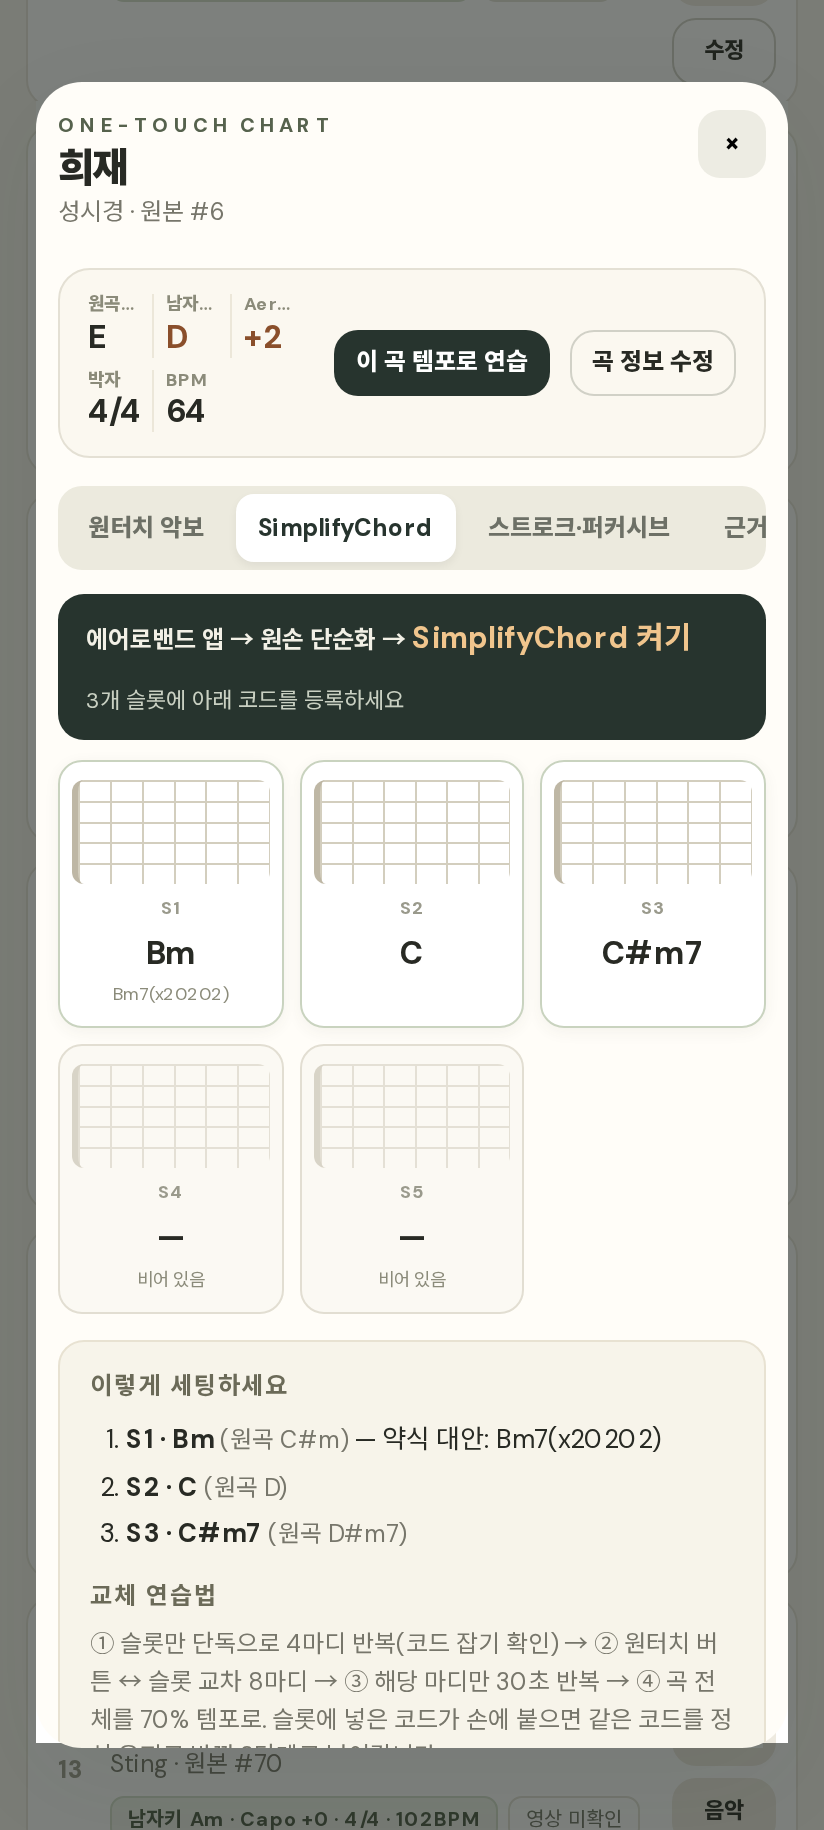 수정
ONE-TOUCH CHART
희재
×
성시경 · 원본 #6
원곡... 남자... Aer...
E D +2
박자 BPM
4/4 64
이 곡 템포로 연습
곡 정보 수정
원터치 악보 SimplifyChord 스트로크·퍼커시브 근거
에어로밴드 앱 → 원손 단순화 → SimplifyChord 켜기
3개 슬롯에 아래 코드를 등록하세요
S1 S2 S3
Bm C C#m7
Bm7(x20202)
S4 S5
— —
비어 있음 비어 있음
이렇게 세팅하세요
1. S1 · Bm (원곡 C#m) — 약식 대안: Bm7(x20202)
2. S2 · C (원곡 D)
3. S3 · C#m7 (원곡 D#m7)
교체 연습법
① 슬롯만 단독으로 4마디 반복(코드 잡기 확인) → ② 원터치 버
튼 ↔ 슬롯 교차 8마디 → ③ 해당 마디만 30초 반복 → ④ 곡 전
체를 70% 템포로. 슬롯에 넣은 코드가 손에 붙으면 같은 코드를 정
13 Sting · 원본 #70
남자키 Am · Capo +0 · 4/4 · 102BPM 영상 미확인
음악